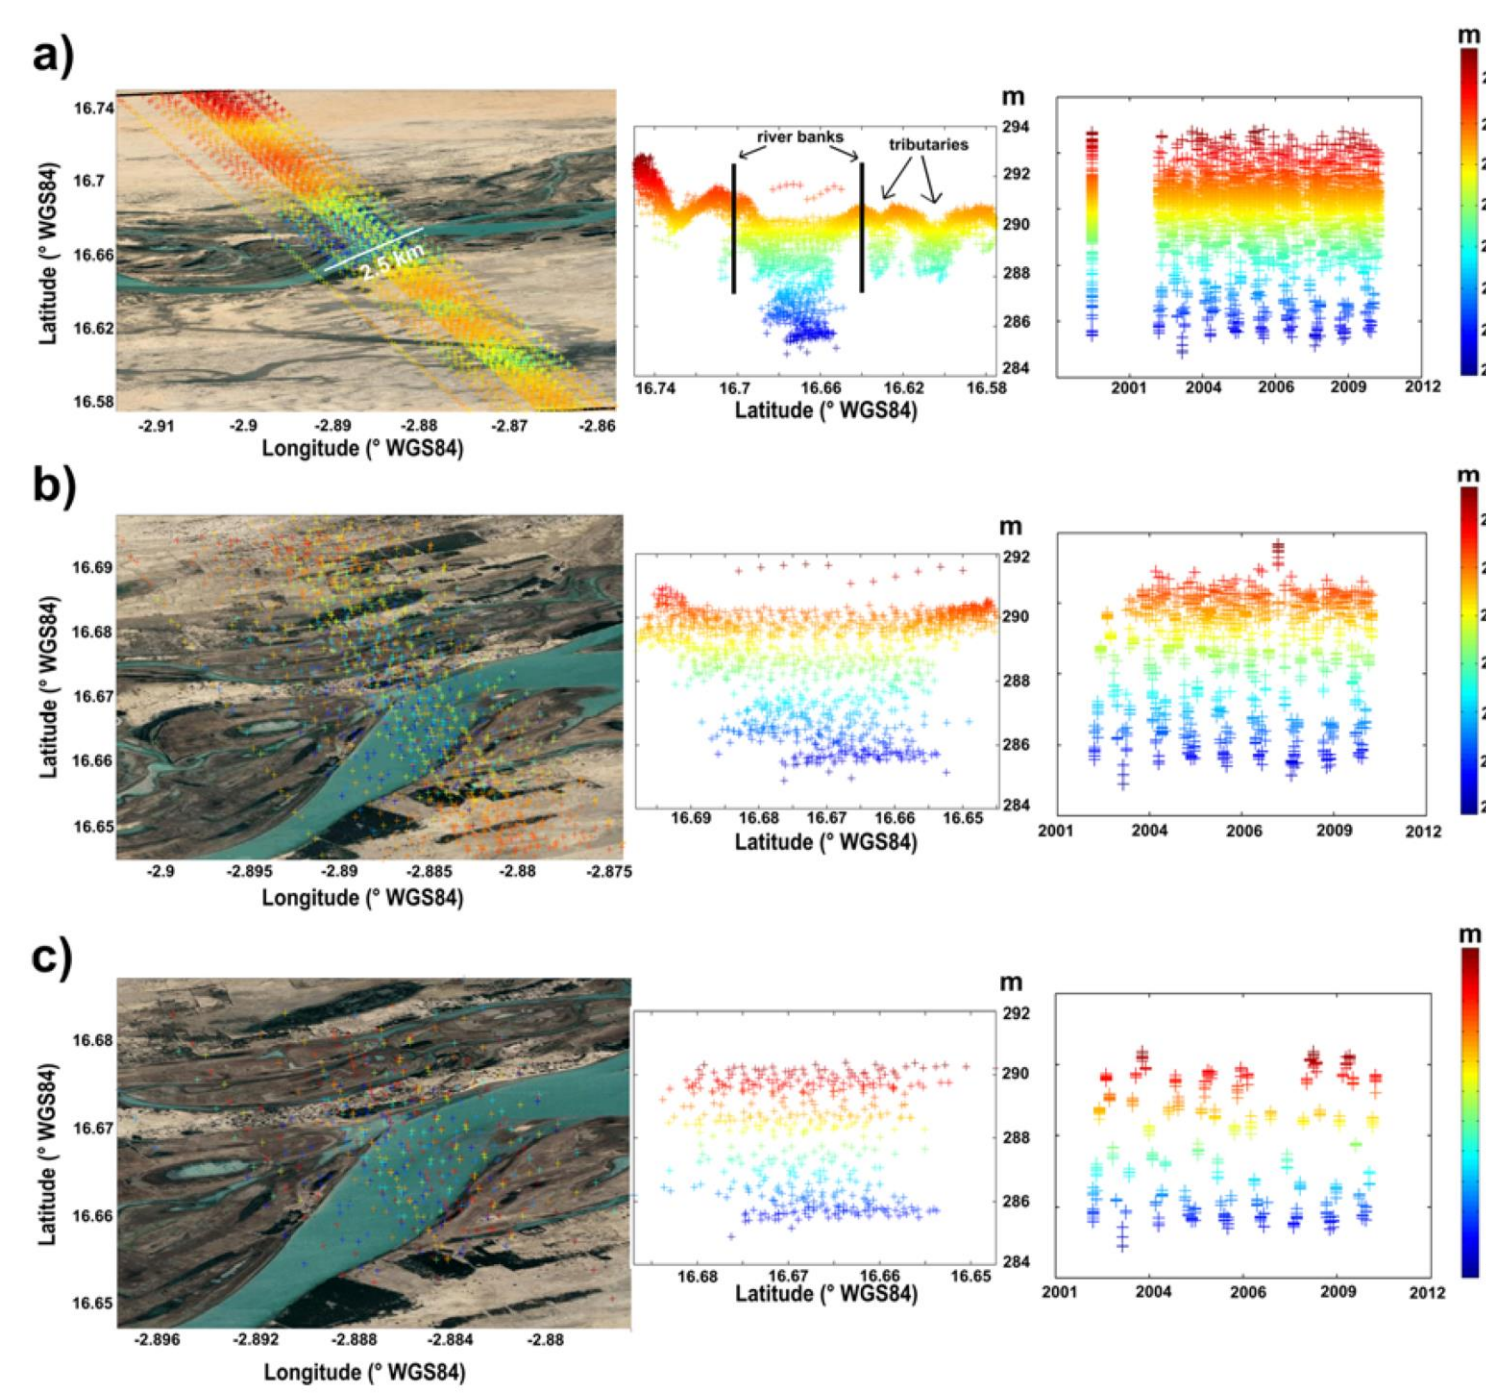 a)
m
16.74
16.7
16.66
16.62
16.58
Latitude (° WGS84)
2.5 km
-2.91 -2.9 -2.89 -2.88 -2.87 -2.86
Longitude (° WGS84)
m
river banks
tributaries
294
292
290
288
286
284
16.74 16.7 16.66 16.62 16.58
Latitude (° WGS84)
2001 2004 2006 2009 2012
b)
m
16.69
16.68
16.67
16.66
16.65
Latitude (° WGS84)
-2.9 -2.895 -2.89 -2.885 -2.88 -2.875
Longitude (° WGS84)
m
292
290
288
286
284
16.69 16.68 16.67 16.66 16.65
Latitude (° WGS84)
2001 2004 2006 2009 2012
c)
m
16.68
16.67
16.66
16.65
Latitude (° WGS84)
-2.896 -2.892 -2.888 -2.884 -2.88
Longitude (° WGS84)
m
292
290
288
286
284
16.68 16.67 16.66 16.65
Latitude (° WGS84)
2001 2004 2006 2009 2012